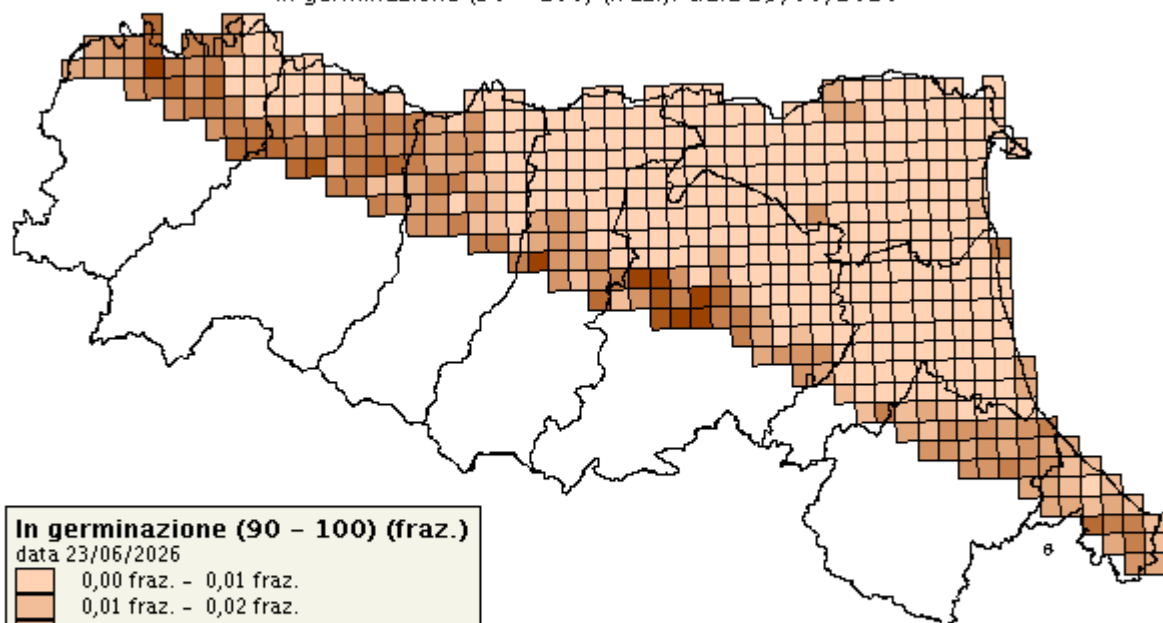 In germinazione (90 – 100) (fraz.)
data 23/06/2026
0,00 fraz. – 0,01 fraz.
0,01 fraz. – 0,02 fraz.